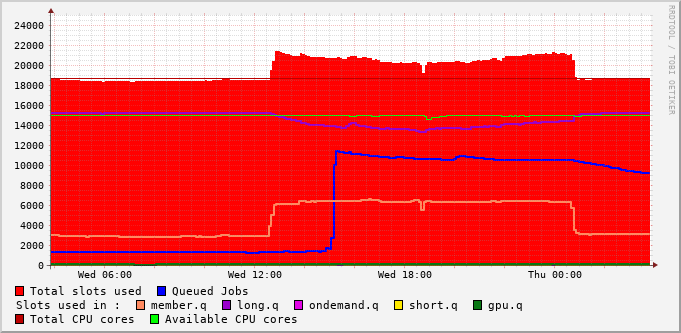 24000
22000
20000
18000
16000
14000
12000
10000
8000
6000
4000
2000
0
Wed 06:00 Wed 12:00 Wed 18:00 Thu 00:00
RRDTOOL / TOBI OETIKER
Total slots used Queued Jobs
Slots used in : member.q long.q ondemand.q short.q gpu.q
Total CPU cores Available CPU cores